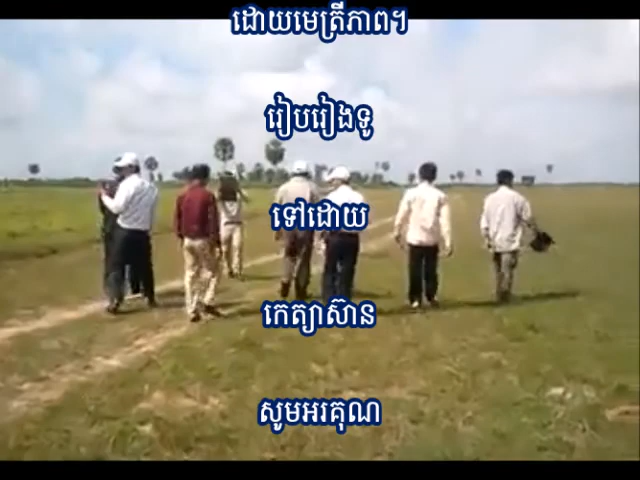 ដោយមេត្រីភាព។
រៀបរៀងទូ
ទៅដោយ
កេត្យាស៊ាន
សូមអរគុណ